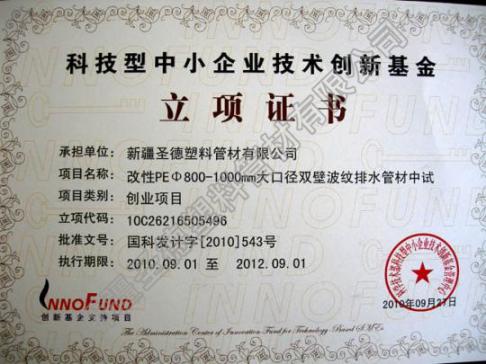 科技型中小企业技术创新基金
立项证书
承担单位：新疆圣德塑料管材有限公司
项目名称：改性PEΦ800-1000mm大口径双壁波纹排水管材中试
项目类别：创业项目
立项代码：10C26216505496
批准文号：国科发计字[2010]543号
执行期限：2010.09.01 至 2012.09.01
INNOFUND
创新基金支持项目
2010年09月27日
The Administration Center of Innovation Fund for Technology Based SMEs